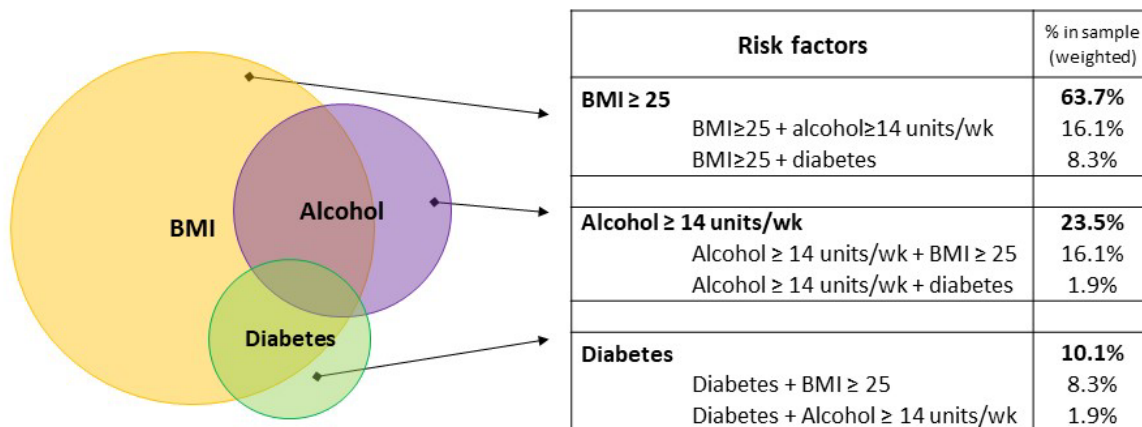 BMI
Alcohol
Diabetes
Risk factors
% in sample
(weighted)
BMI ≥ 25 63.7%
BMI≥25 + alcohol≥14 units/wk 16.1%
BMI≥25 + diabetes 8.3%
Alcohol ≥ 14 units/wk 23.5%
Alcohol ≥ 14 units/wk + BMI ≥ 25 16.1%
Alcohol ≥ 14 units/wk + diabetes 1.9%
Diabetes 10.1%
Diabetes + BMI ≥ 25 8.3%
Diabetes + Alcohol ≥ 14 units/wk 1.9%